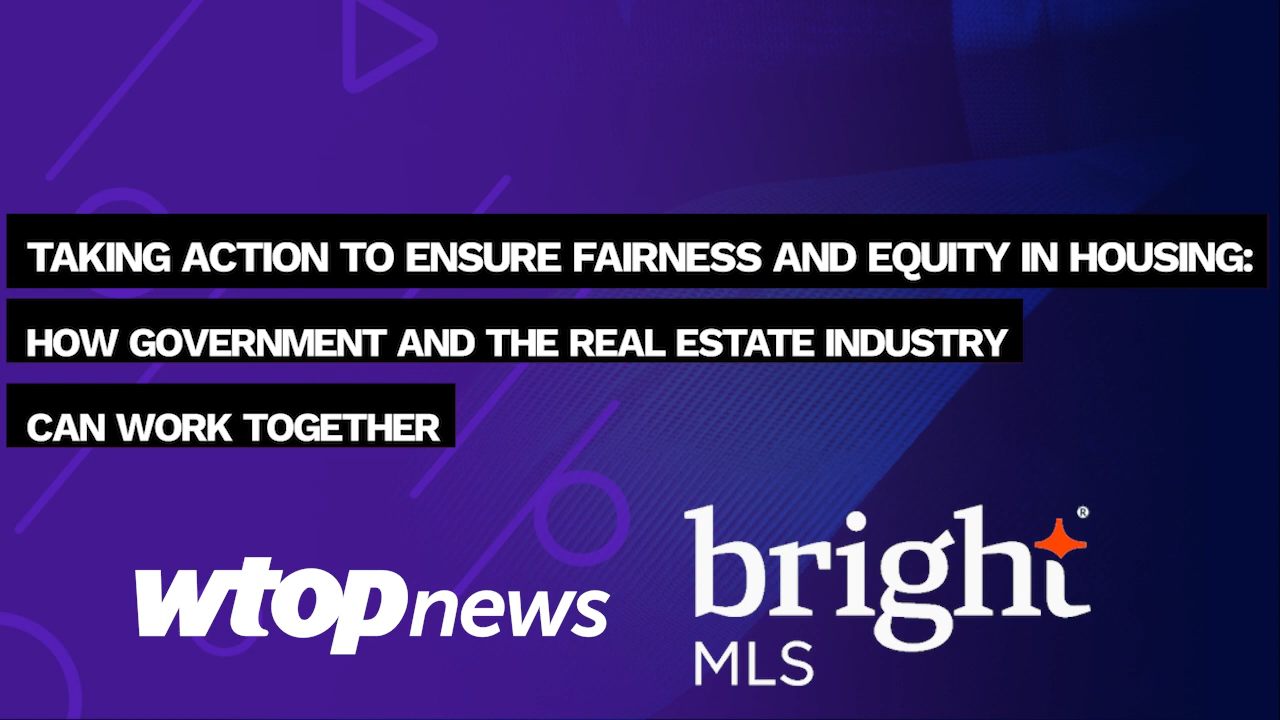 TAKING ACTION TO ENSURE FAIRNESS AND EQUITY IN HOUSING:
HOW GOVERNMENT AND THE REAL ESTATE INDUSTRY
CAN WORK TOGETHER
wtopnews
bright®
MLS